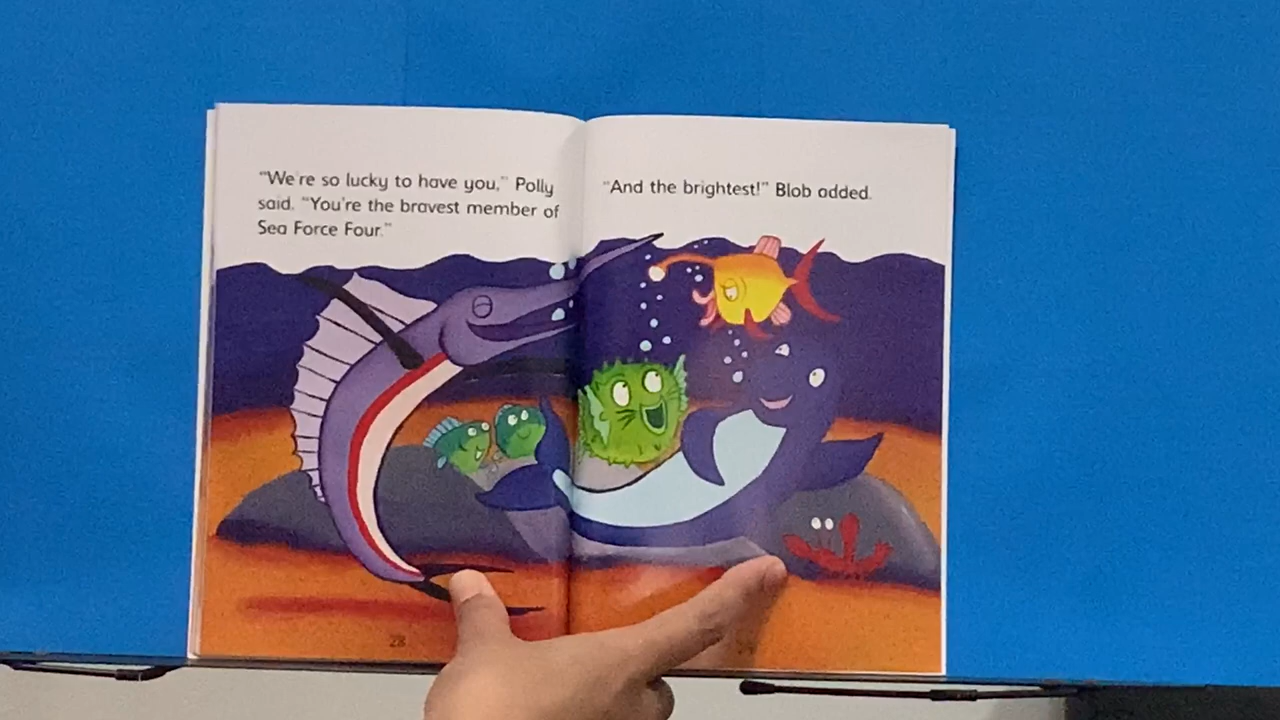 "We're so lucky to have you," Polly
said. "You're the bravest member of
Sea Force Four."
"And the brightest!" Blob added.
28